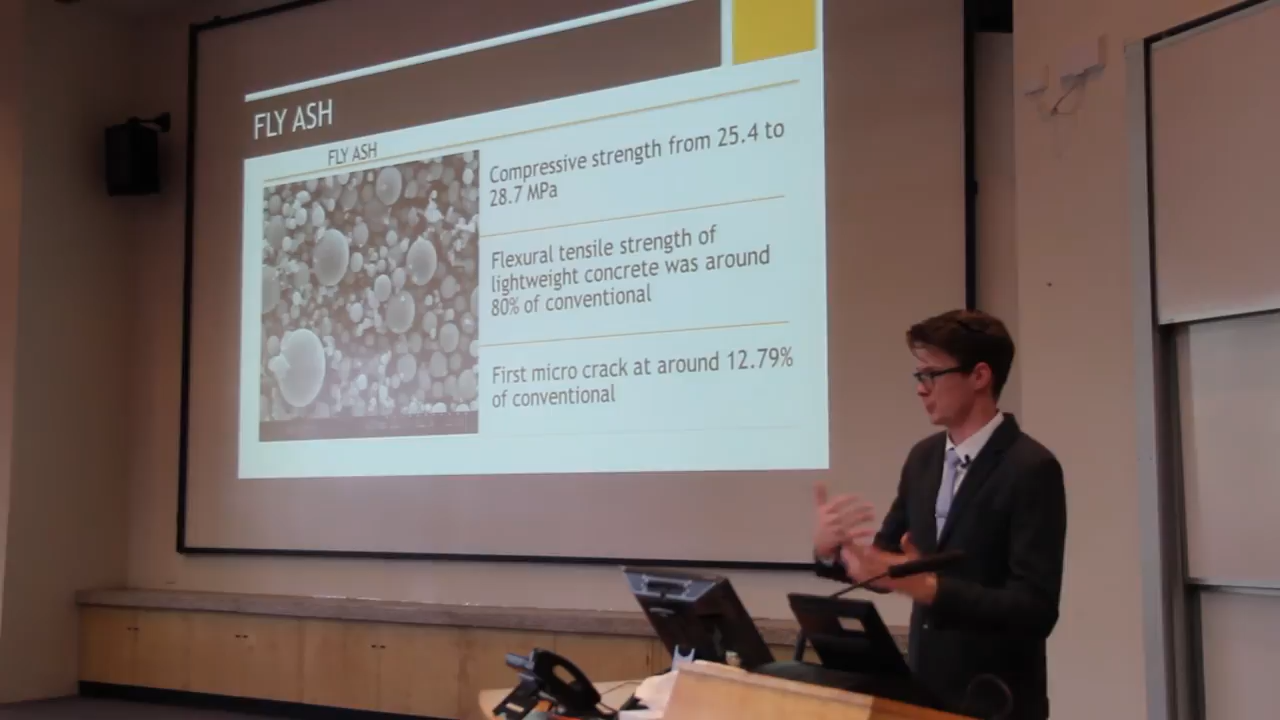 FLY ASH
FLY ASH
Compressive strength from 25.4 to
28.7 MPa
Flexural tensile strength of
lightweight concrete was around
80% of conventional
First micro crack at around 12.79%
of conventional